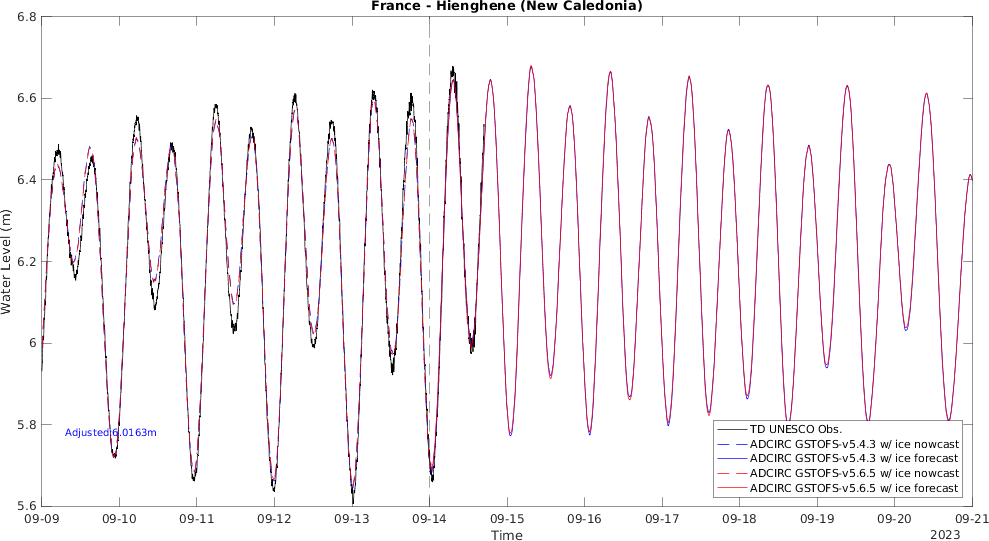 France - Hienghene (New Caledonia)
6.8
6.6
6.4
6.2
6
5.8
5.6
Water Level (m)
Adjusted:6.0163m
TD UNESCO Obs.
ADCIRC GSTOFS-v5.4.3 w/ ice nowcast
ADCIRC GSTOFS-v5.4.3 w/ ice forecast
ADCIRC GSTOFS-v5.6.5 w/ ice nowcast
ADCIRC GSTOFS-v5.6.5 w/ ice forecast
09-09 09-10 09-11 09-12 09-13 09-14 09-15 09-16 09-17 09-18 09-19 09-20 09-21
Time
2023